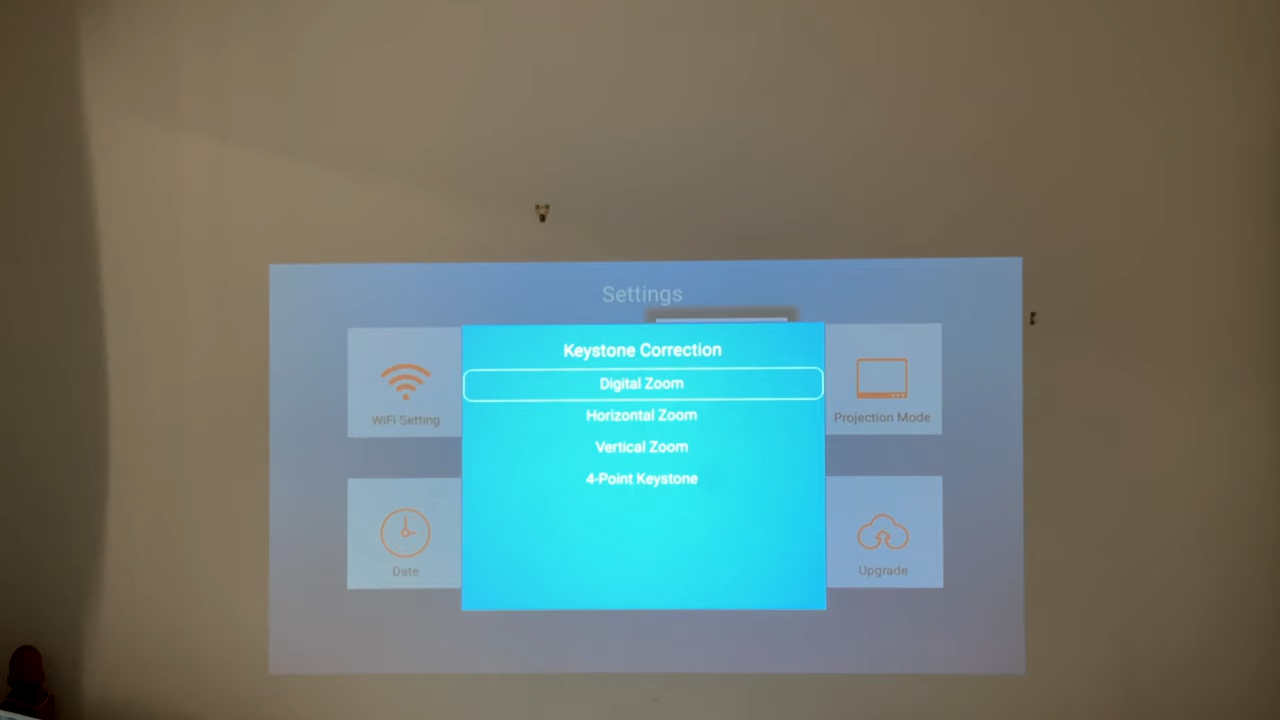 Settings
Keystone Correction
Digital Zoom
Horizontal Zoom
Vertical Zoom
4-Point Keystone
WiFi Setting
Projection Mode
Date
Upgrade